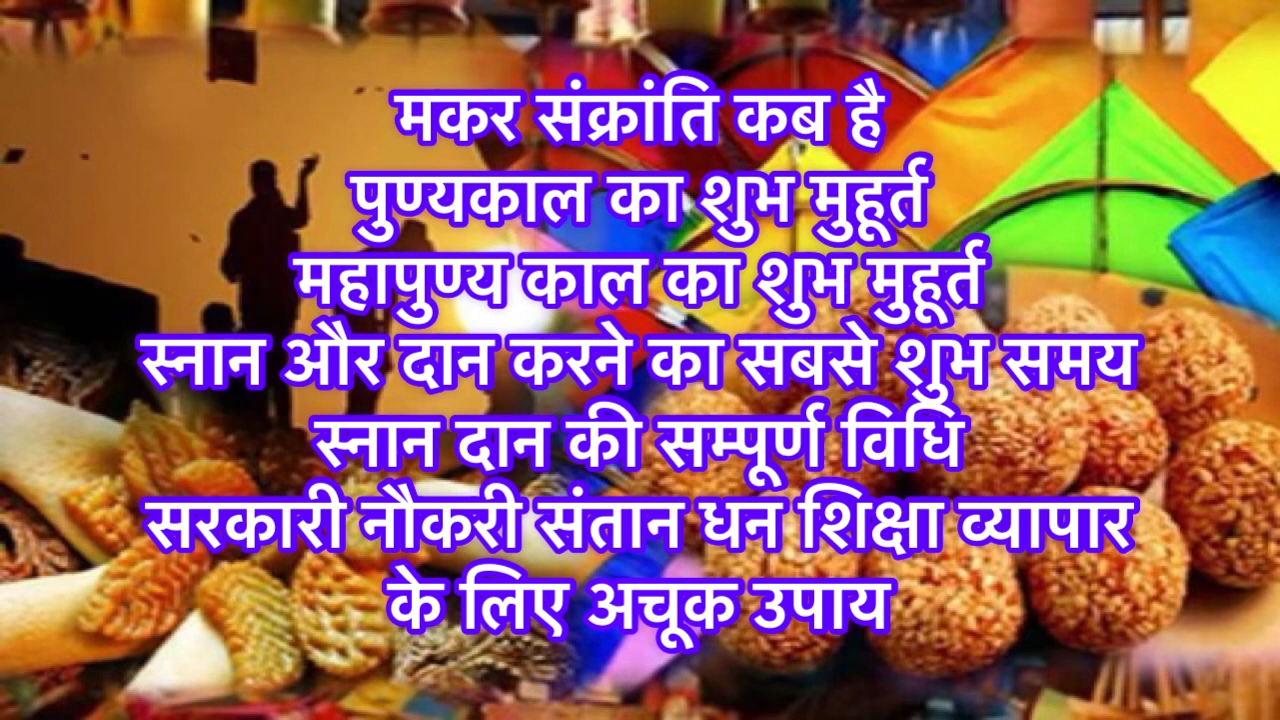 मकर संक्रांति कब है
पुण्यकाल का शुभ मुहूर्त
महापुण्य काल का शुभ मुहूर्त
स्नान और दान करने का सबसे शुभ समय
स्नान दान की सम्पूर्ण विधि
सरकारी नौकरी संतान धन शिक्षा व्यापार
के लिए अचूक उपाय